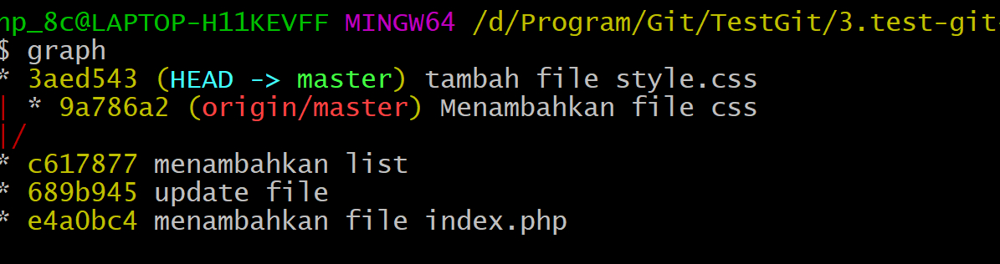 np_8c@LAPTOP-H11KEVFF MINGW64 /d/Program/Git/TestGit/3.test-git-
$ graph
* 3aed543 (HEAD -> master) tambah file style.css
| * 9a786a2 (origin/master) Menambahkan file css
|/
* c617877 menambahkan list
* 689b945 update file
* e4a0bc4 menambahkan file index.php